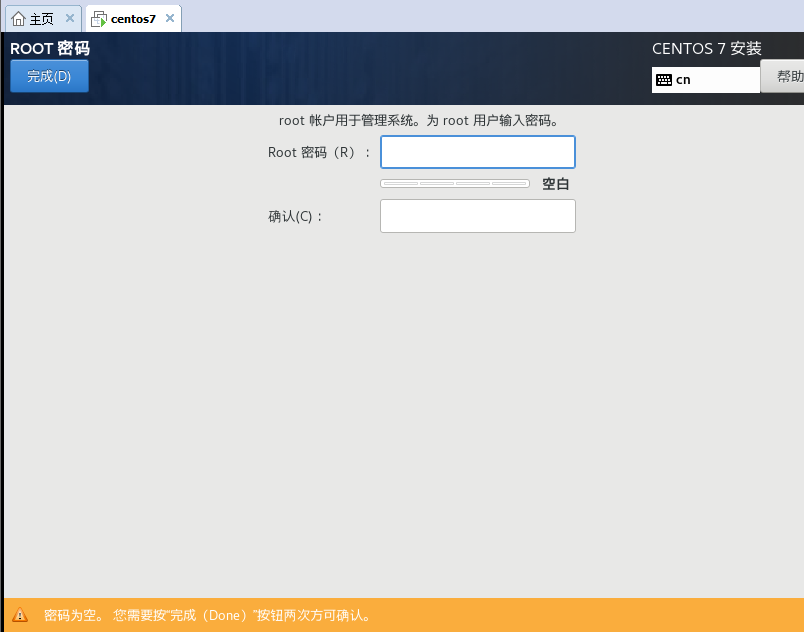 主页
centos7
ROOT 密码
CENTOS 7 安装
完成(D)
cn
帮助
root 帐户用于管理系统。为 root 用户输入密码。
Root 密码（R）：
空白
确认(C) ：
密码为空。 您需要按“完成（Done）”按钮两次方可确认。